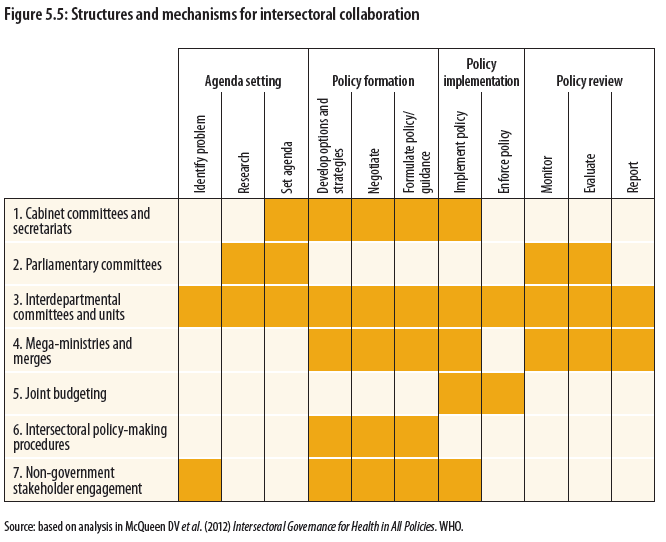 Figure 5.5: Structures and mechanisms for intersectoral collaboration
Agenda setting
Policy formation
Policy
implementation
Policy review
Identify problem
Research
Set agenda
Develop options and
strategies
Negotiate
Formulate policy/
guidance
Implement policy
Enforce policy
Monitor
Evaluate
Report
1. Cabinet committees and
secretariats
2. Parliamentary committees
3. Interdepartmental
committees and units
4. Mega-ministries and
merges
5. Joint budgeting
6. Intersectoral policy-making
procedures
7. Non-government
stakeholder engagement
Source: based on analysis in McQueen DV et al. (2012) Intersectoral Governance for Health in All Policies. WHO.